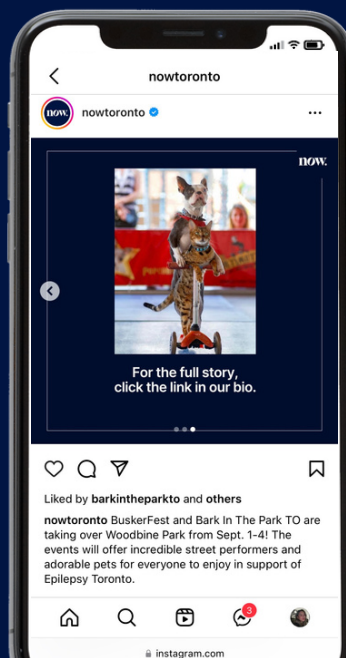 nowtoronto
now.
nowtoronto
now.
For the full story,
click the link in our bio.
Liked by barkintheparkto and others
nowtoronto BuskerFest and Bark In The Park TO are
taking over Woodbine Park from Sept. 1-4! The
events will offer incredible street performers and
adorable pets for everyone to enjoy in support of
Epilepsy Toronto.
3
instagram.com